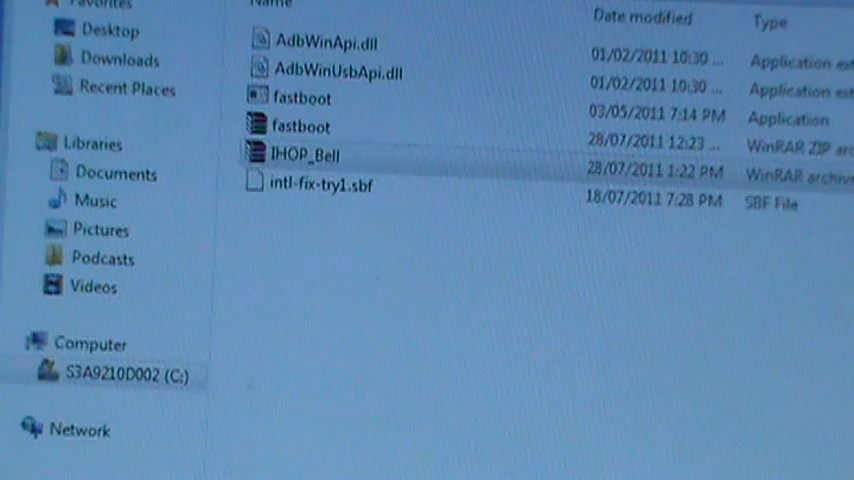 Favorites
Desktop
Downloads
Recent Places
Libraries
Documents
Music
Pictures
Podcasts
Videos
Computer
S3A9210D002 (C:)
Network
Name Date modified Type
AdbWinApi.dll 01/02/2011 10:30 ... Application ext
AdbWinUsbApi.dll 01/02/2011 10:30 ... Application ext
fastboot 03/05/2011 7:14 PM Application
fastboot 28/07/2011 12:23 ... WinRAR ZIP arc
IHOP_Bell 28/07/2011 1:22 PM WinRAR archive
intl-fix-try1.sbf 18/07/2011 7:28 PM SBF File